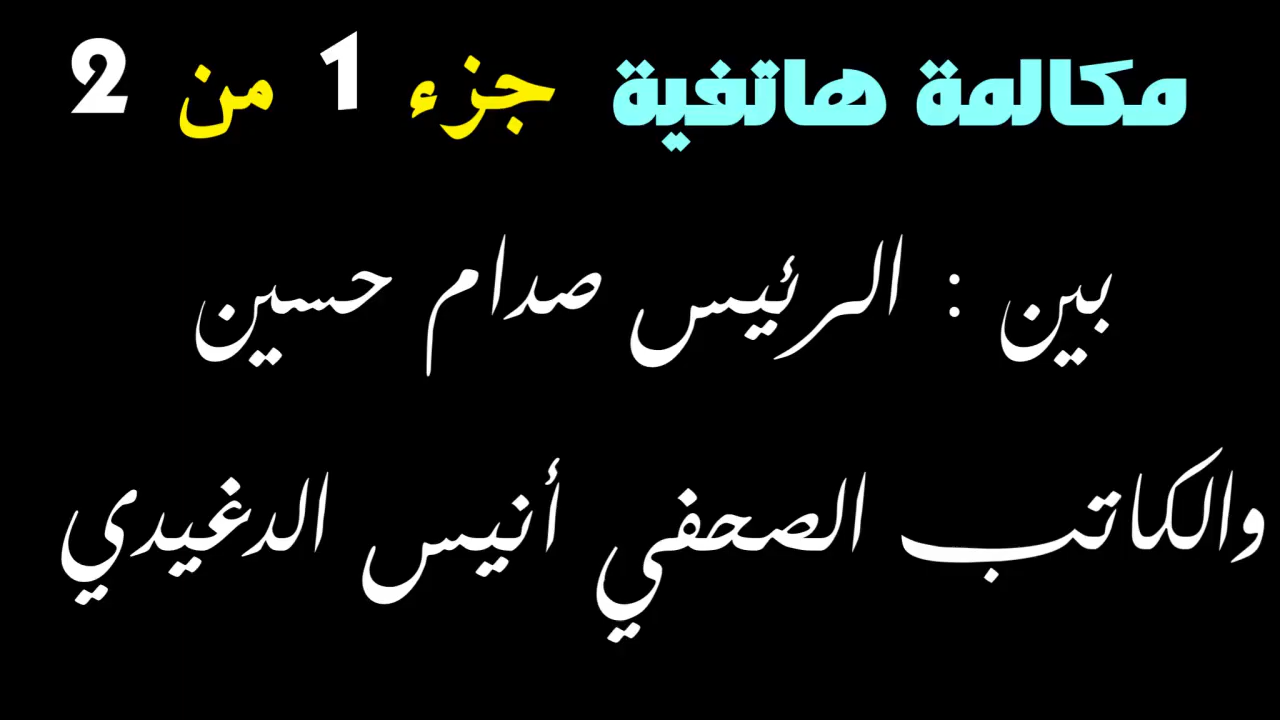 مكالمة هاتفية جزء 1 من 2
بين : الرئيس صدام حسين
والكاتب الصحفي أنيس الدغيدي